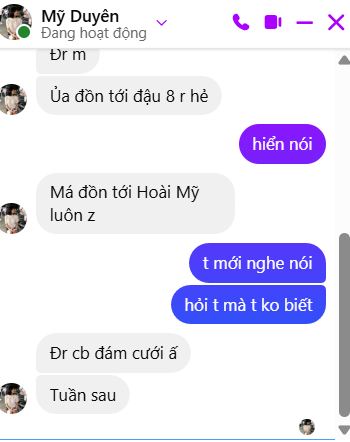 Mỹ Duyên
Đang hoạt động
Đr m
Ủa đồn tới đậu 8 r hẻ
hiển nói
Má đồn tới Hoài Mỹ
luôn z
t mới nghe nói
hỏi t mà t ko biết
Đr cb đám cưới ấ
Tuần sau